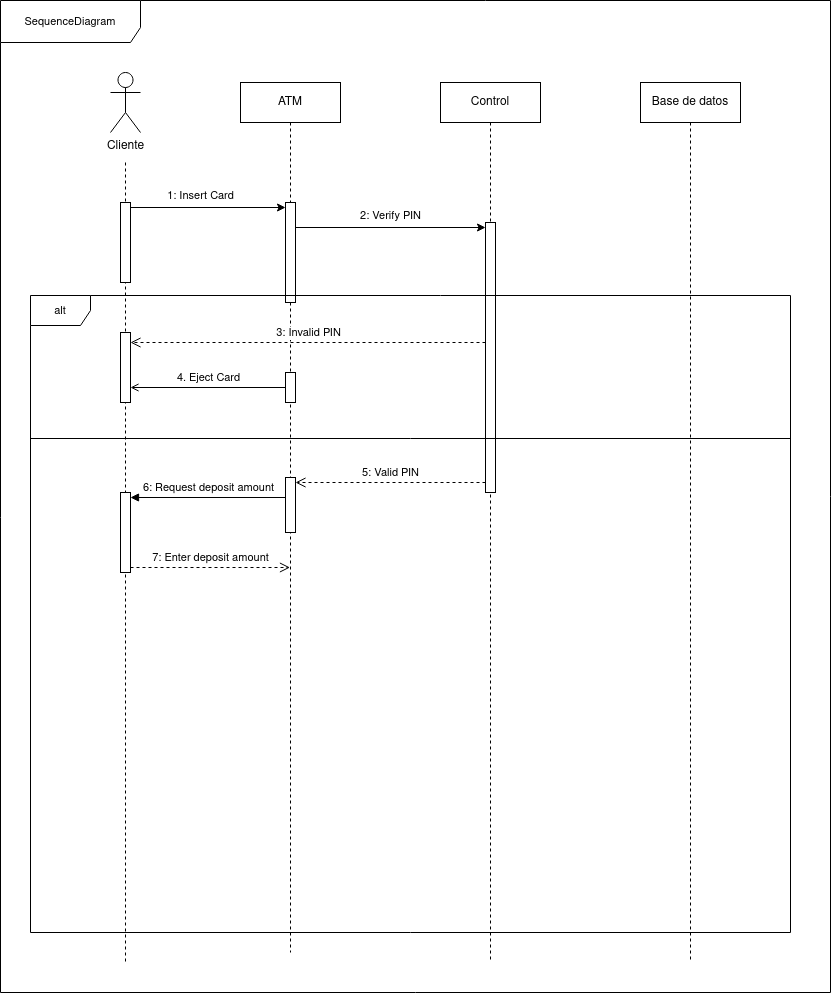 SequenceDiagram
Cliente
ATM
Control
Base de datos
1: Insert Card
2: Verify PIN
alt
3: Invalid PIN
4. Eject Card
5: Valid PIN
6: Request deposit amount
7: Enter deposit amount